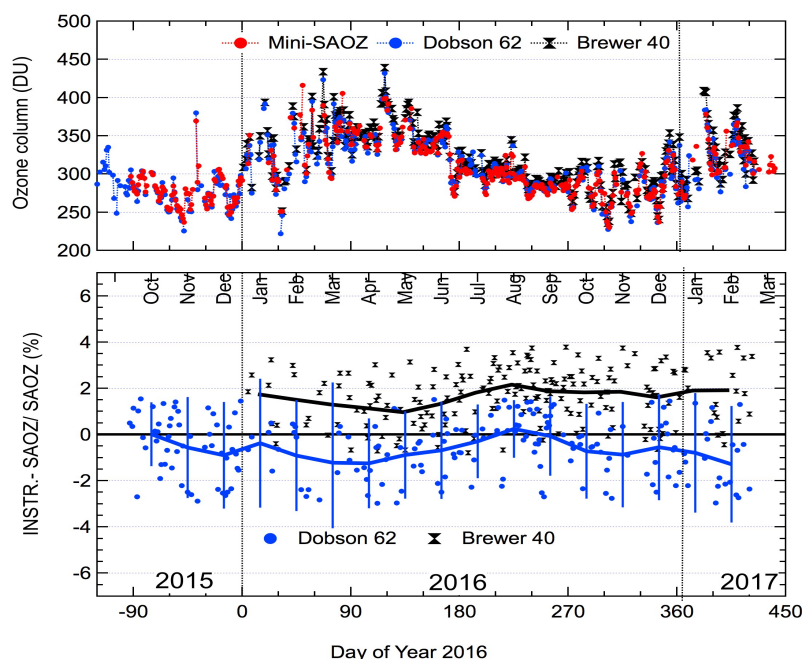 500
450
400
350
300
250
200
Ozone column (DU)
Mini-SAOZ Dobson 62 Brewer 40
6
4
2
0
-2
-4
-6
INSTR.- SAOZ/ SAOZ (%)
Oct Nov Dec Jan Feb Mar Apr May Jun Jul Aug Sep Oct Nov Dec Jan Feb Mar
Dobson 62 Brewer 40
2015 2016 2017
-90 0 90 180 270 360 450
Day of Year 2016